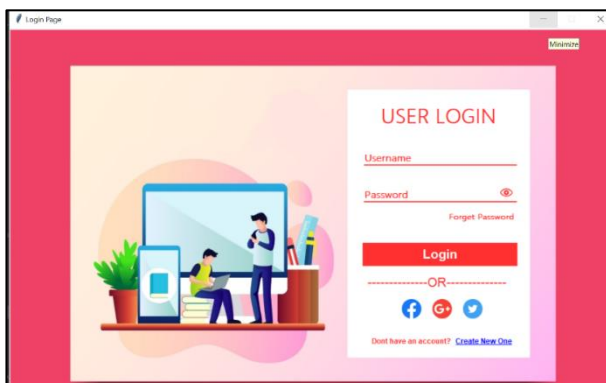 Login Page
Minimize
USER LOGIN
Username
Password
Forget Password
Login
--------------OR--------------
G+
Dont have an account? Create New One